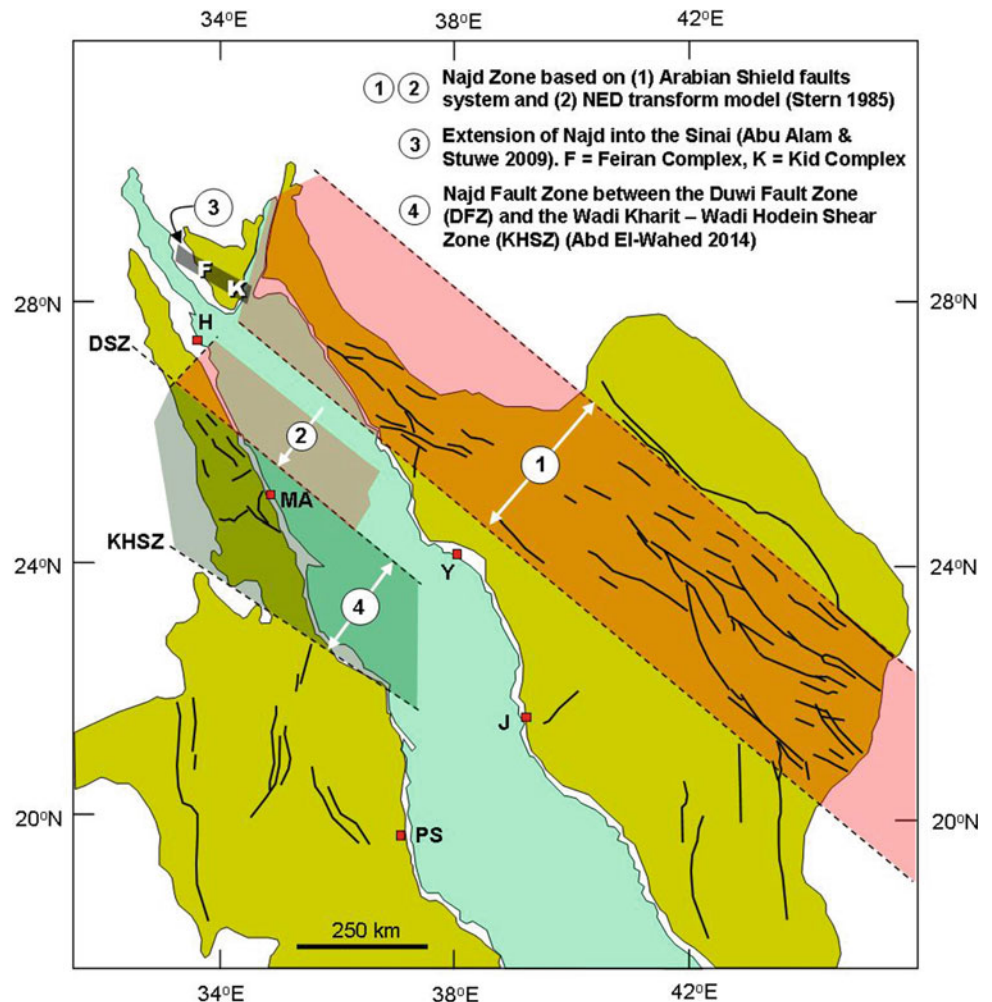 34°E 38°E 42°E
① ② Najd Zone based on (1) Arabian Shield faults
system and (2) NED transform model (Stern 1985)
③ Extension of Najd into the Sinai (Abu Alam &
Stuwe 2009). F = Feiran Complex, K = Kid Complex
④ Najd Fault Zone between the Duwi Fault Zone
(DFZ) and the Wadi Kharit – Wadi Hodein Shear
Zone (KHSZ) (Abd El-Wahed 2014)
3
F
K
28°N 28°N
H
DSZ
2
1
MA
KHSZ
24°N 24°N
Y
4
J
20°N 20°N
PS
250 km
34°E 38°E 42°E